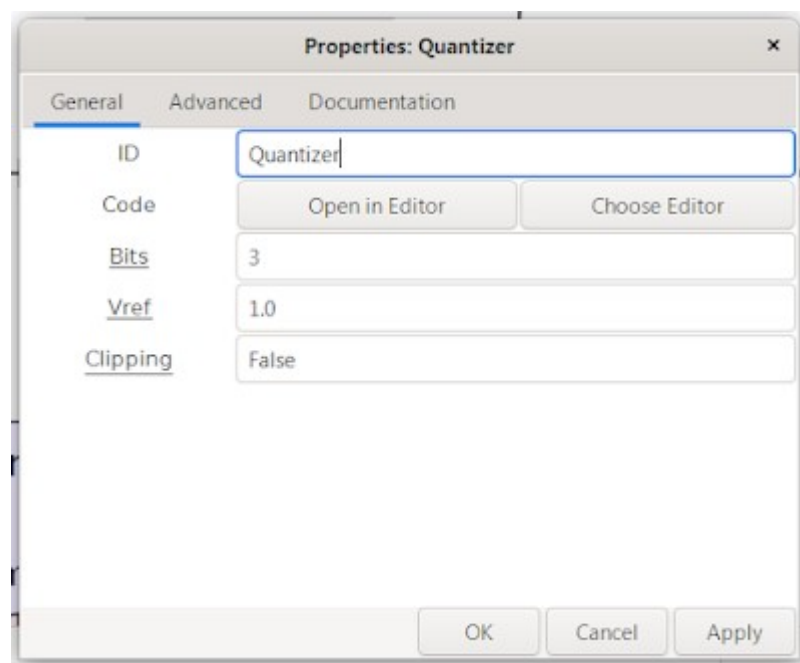 Properties: Quantizer ×
General Advanced Documentation
ID Quantizer
Code Open in Editor Choose Editor
Bits 3
Vref 1.0
Clipping False
OK Cancel Apply